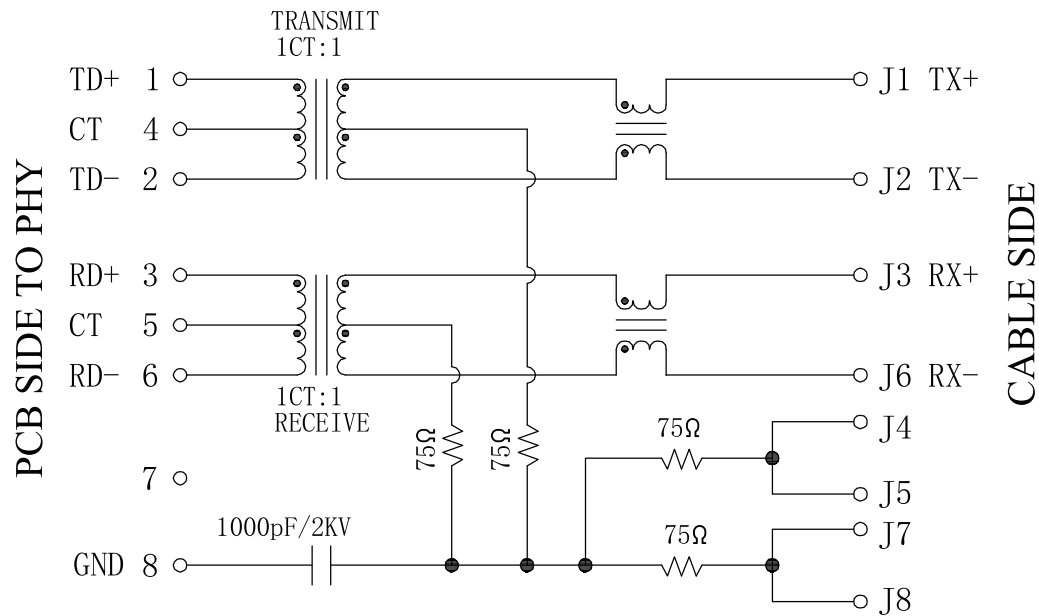 TRANSMIT
1CT:1
TD+ 1
CT 4
TD- 2
J1 TX+
J2 TX-
RD+ 3
CT 5
RD- 6
J3 RX+
J6 RX-
1CT:1
RECEIVE
PCB SIDE TO PHY
CABLE SIDE
75Ω
75Ω
75Ω
J4
J5
7
1000pF/2KV
75Ω
J7
GND 8
J8